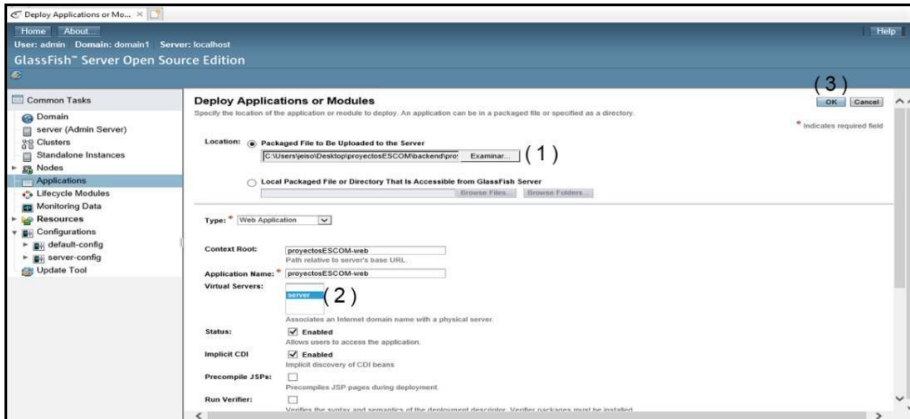 Deploy Applications or Mo...
Home About... Help
User: admin Domain: domain1 Server: localhost
GlassFish™ Server Open Source Edition
Common Tasks
Domain
server (Admin Server)
Clusters
Standalone Instances
Nodes
Applications
Lifecycle Modules
Monitoring Data
Resources
Configurations
default-config
server-config
Update Tool
( 3 )
Deploy Applications or Modules OK Cancel
Specify the location of the application or module to deploy. An application can be in a packaged file or specified as a directory.
* Indicates required field
Location: Packaged File to Be Uploaded to the Server
C:\Users\jeiso\Desktop\proyectosESCOM\backend\proy Examinar... ( 1 )
Local Packaged File or Directory That Is Accessible from GlassFish Server
Browse Files... Browse Folders...
Type: * Web Application
Context Root: proyectosESCOM-web
Path relative to server's base URL.
Application Name: * proyectosESCOM-web
Virtual Servers: server ( 2 )
Associates an Internet domain name with a physical server.
Status: Enabled
Allows users to access the application.
Implicit CDI Enabled
Implicit discovery of CDI beans
Precompile JSPs:
Precompiles JSP pages during deployment.
Run Verifier:
Verifies the syntax and semantics of the deployment descriptor. Verifier packages must be installed.